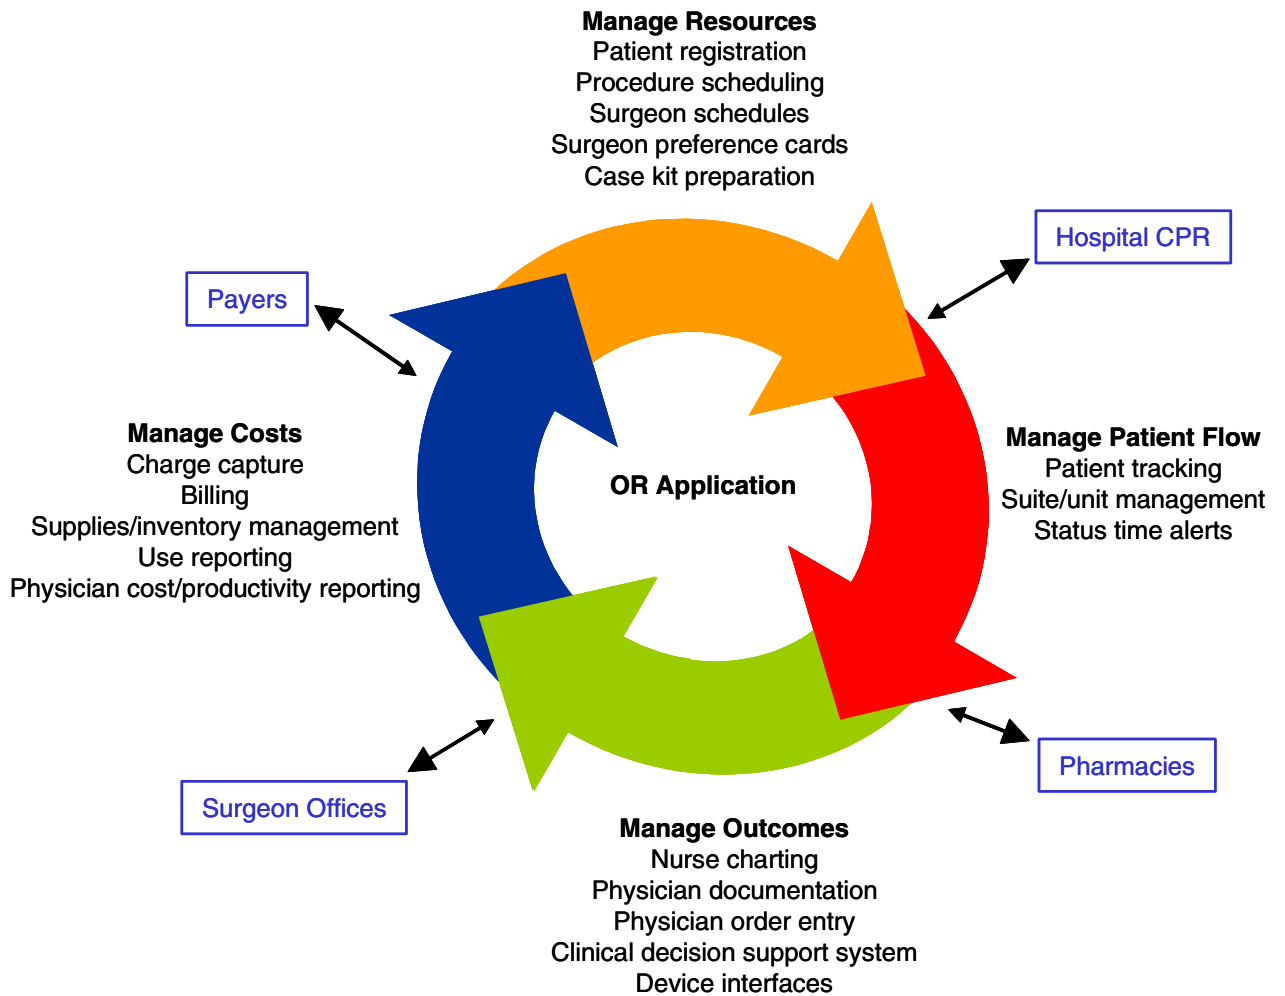 Manage Resources
Patient registration
Procedure scheduling
Surgeon schedules
Surgeon preference cards
Case kit preparation
Hospital CPR
Payers
Manage Costs
Charge capture
Billing
Supplies/inventory management
Use reporting
Physician cost/productivity reporting
OR Application
Manage Patient Flow
Patient tracking
Suite/unit management
Status time alerts
Pharmacies
Surgeon Offices
Manage Outcomes
Nurse charting
Physician documentation
Physician order entry
Clinical decision support system
Device interfaces